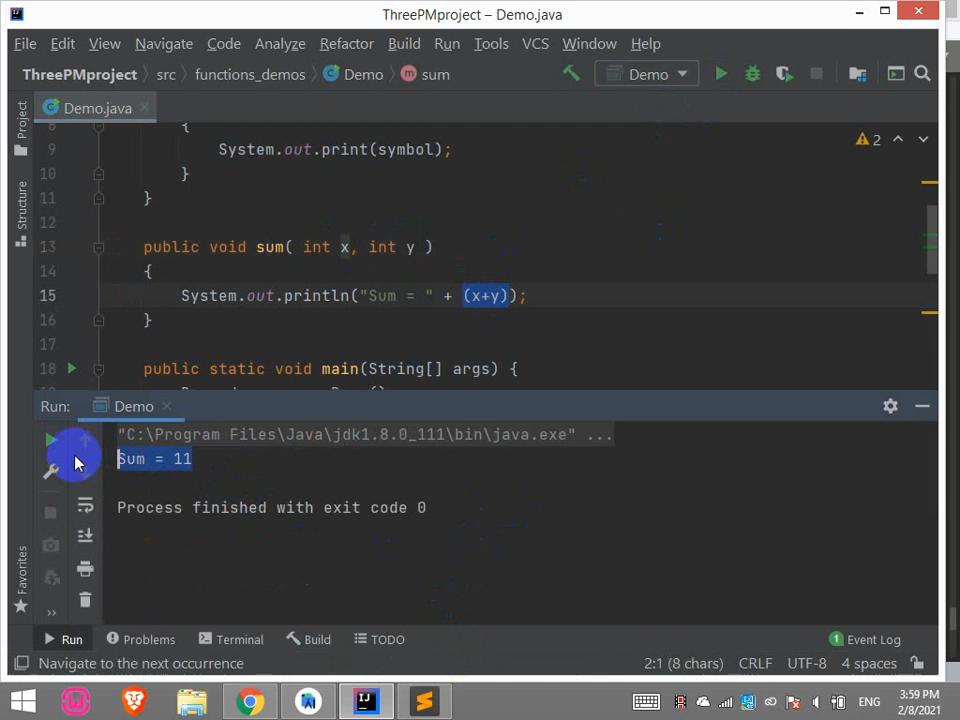 ThreePMproject – Demo.java
File Edit View Navigate Code Analyze Refactor Build Run Tools VCS Window Help
ThreePMproject src functions_demos Demo sum Demo
Demo.java
Project
Structure
Favorites
8 {
9 System.out.print(symbol);
10 }
11 }
12
13 public void sum( int x, int y )
14 {
15 System.out.println("Sum = " + (x+y));
16 }
17
18 public static void main(String[] args) {
2
Run: Demo
"C:\Program Files\Java\jdk1.8.0_111\bin\java.exe" ...
Sum = 11
Process finished with exit code 0
Run Problems Terminal Build TODO 1 Event Log
Navigate to the next occurrence 2:1 (8 chars) CRLF UTF-8 4 spaces
ENG 3:59 PM
2/8/2021